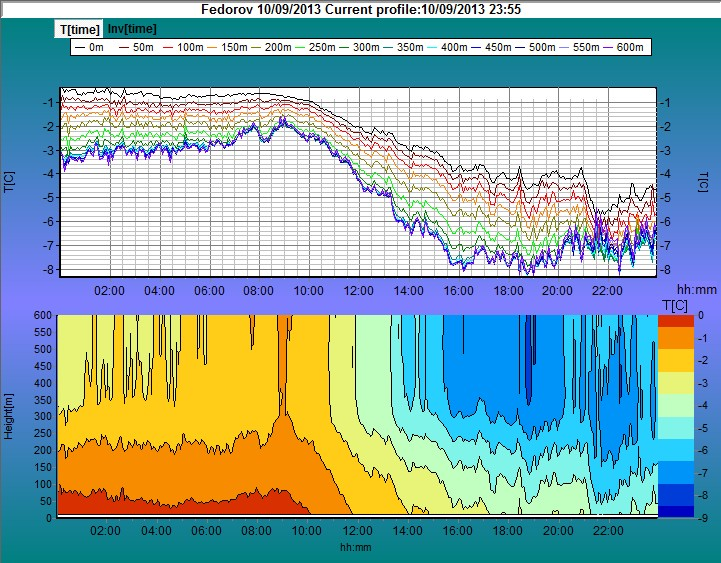 Fedorov 10/09/2013 Current profile:10/09/2013 23:55
T[time] Inv[time]
0m 50m 100m 150m 200m 250m 300m 350m 400m 450m 500m 550m 600m
-1 -1
-2 -2
-3 -3
-4 -4
-5 -5
-6 -6
-7 -7
-8 -8
T[C] T[C]
02:00 04:00 06:00 08:00 10:00 12:00 14:00 16:00 18:00 20:00 22:00 hh:mm
T[C]
600 0
550 -1
500 -2
450 -3
400 -4
350 -5
300 -6
250 -7
200 -8
150 -9
100
50
0
Height[m]
02:00 04:00 06:00 08:00 10:00 12:00 14:00 16:00 18:00 20:00 22:00
hh:mm